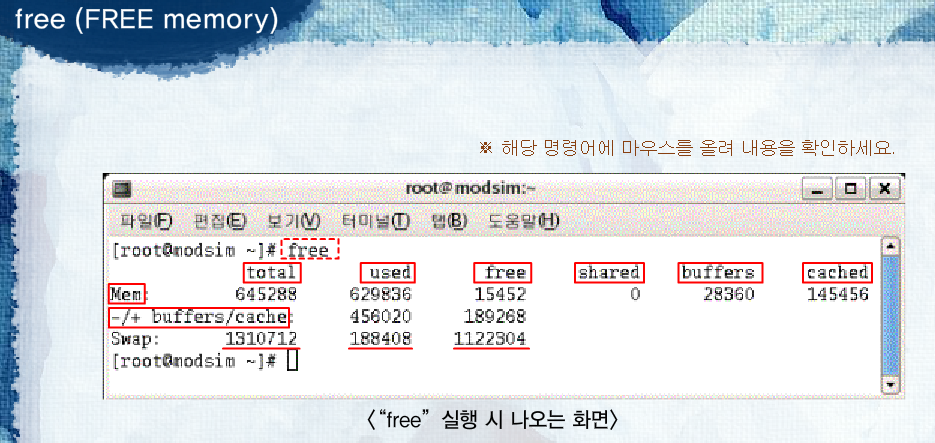 free (FREE memory)
※ 해당 명령어에 마우스를 올려 내용을 확인하세요.
root@modsim:~
파일(F) 편집(E) 보기(V) 터미널(T) 탭(B) 도움말(H)
[root@modsim ~]# free
total used free shared buffers cached
Mem: 645288 629836 15452 0 28360 145456
-/+ buffers/cache: 456020 189268
Swap: 1310712 188408 1122304
[root@modsim ~]#
〈“free” 실행 시 나오는 화면〉